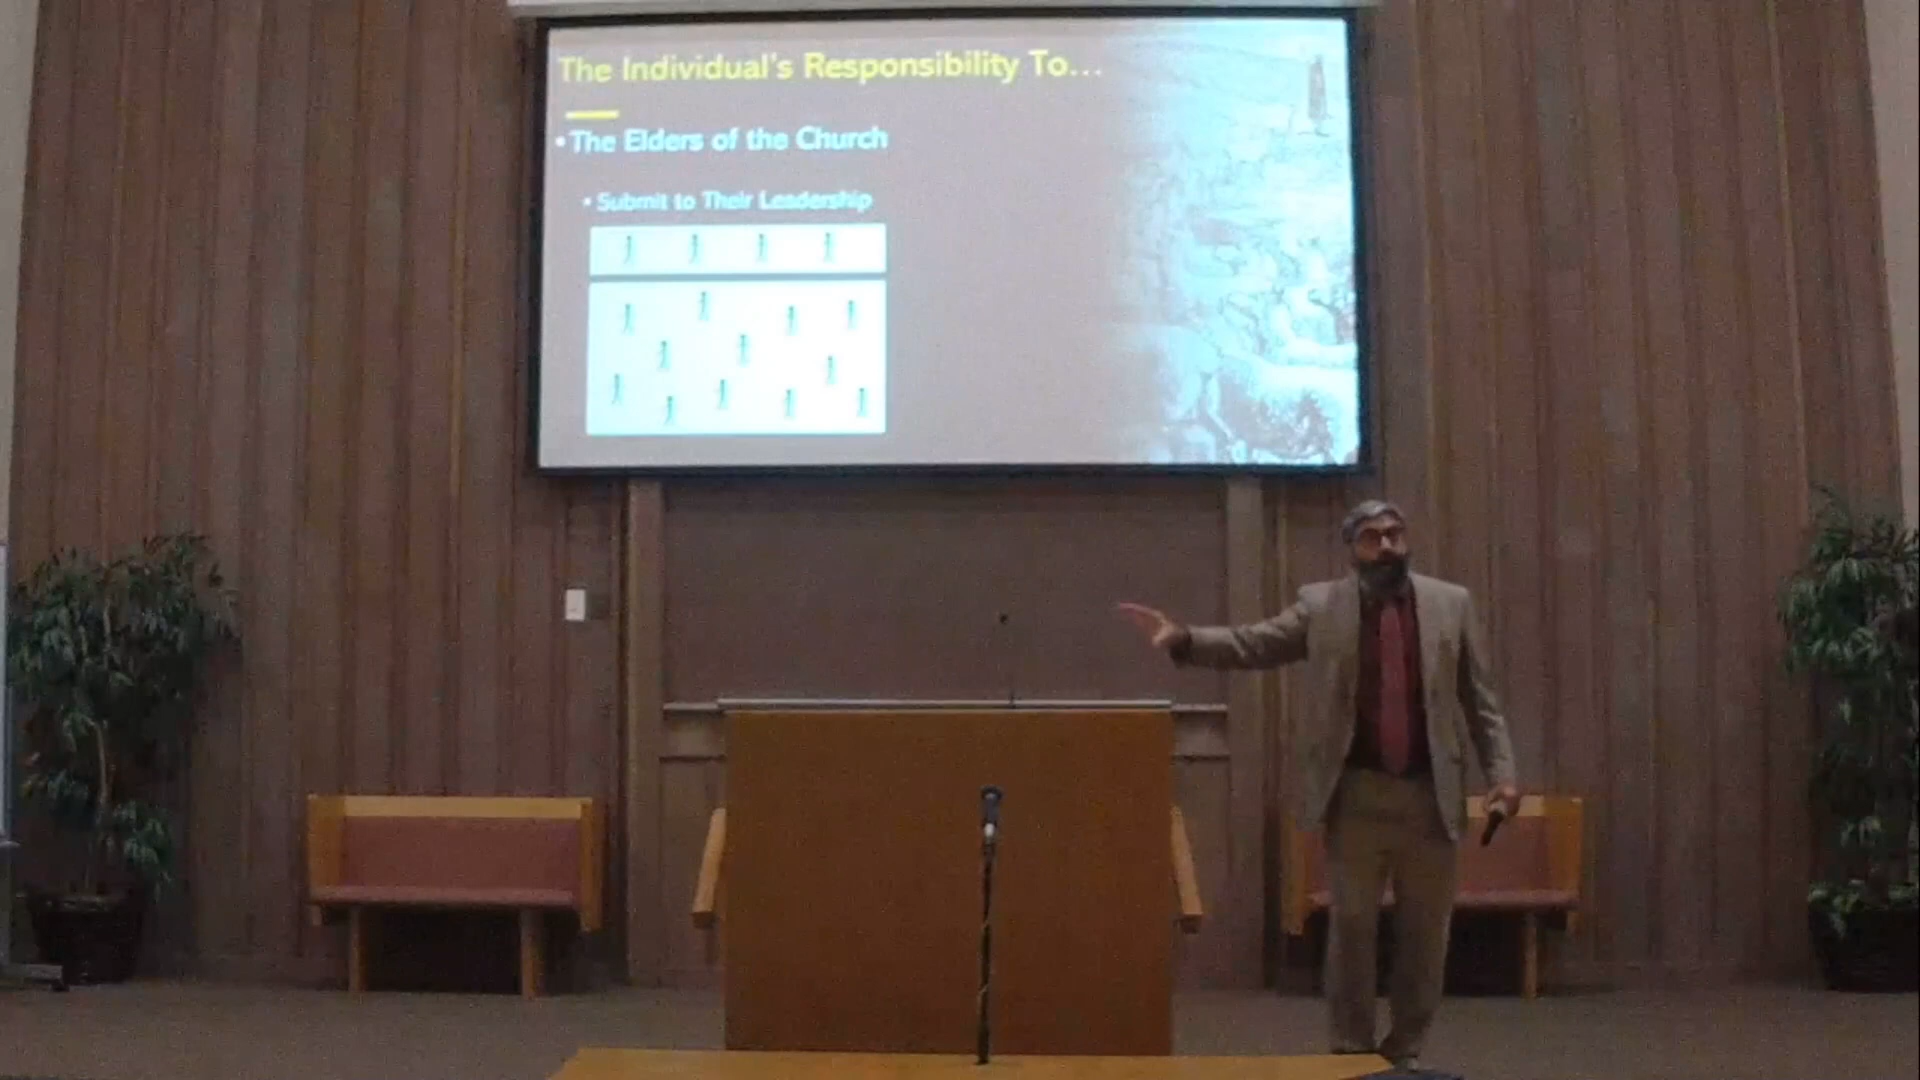 The Individual's Responsibility To...
• The Elders of the Church
• Submit to Their Leadership